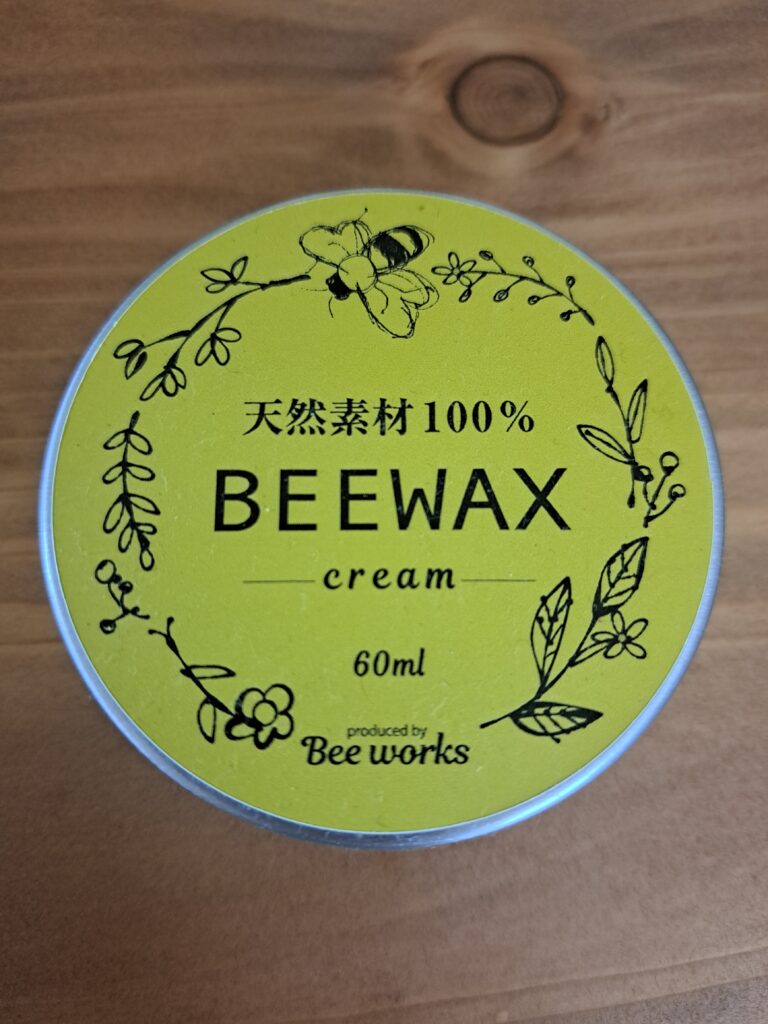 天然素材100%
BEEWAX
cream
60ml
produced by
Bee works